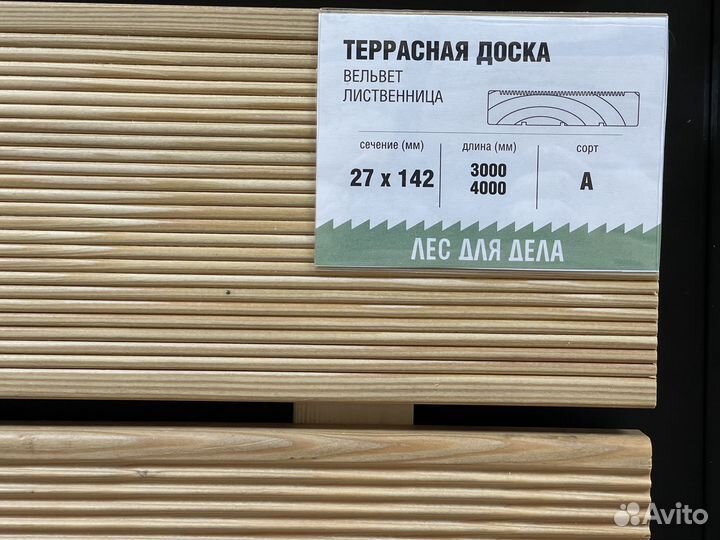 ТЕРРАСНАЯ ДОСКА
ВЕЛЬВЕТ
ЛИСТВЕННИЦА
сечение (мм)
27 x 142
длина (мм)
3000
4000
сорт
А
ЛЕС ДЛЯ ДЕЛА
Avito